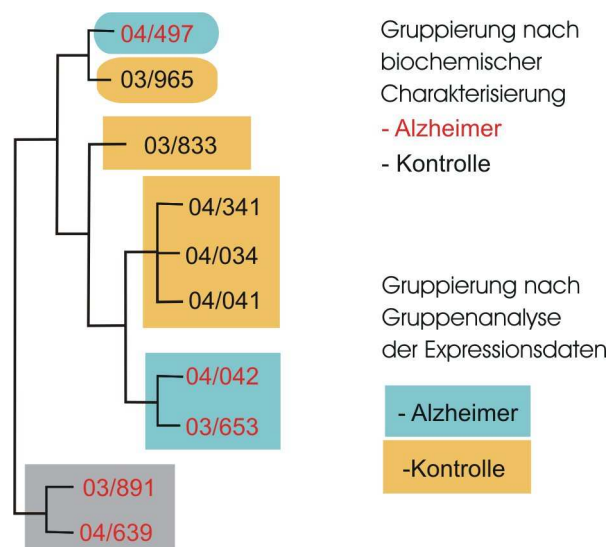 04/497
03/965
03/833
04/341
04/034
04/041
04/042
03/653
03/891
04/639
Gruppierung nach
biochemischer
Charakterisierung
- Alzheimer
- Kontrolle
Gruppierung nach
Gruppenanalyse
der Expressionsdaten
- Alzheimer
-Kontrolle